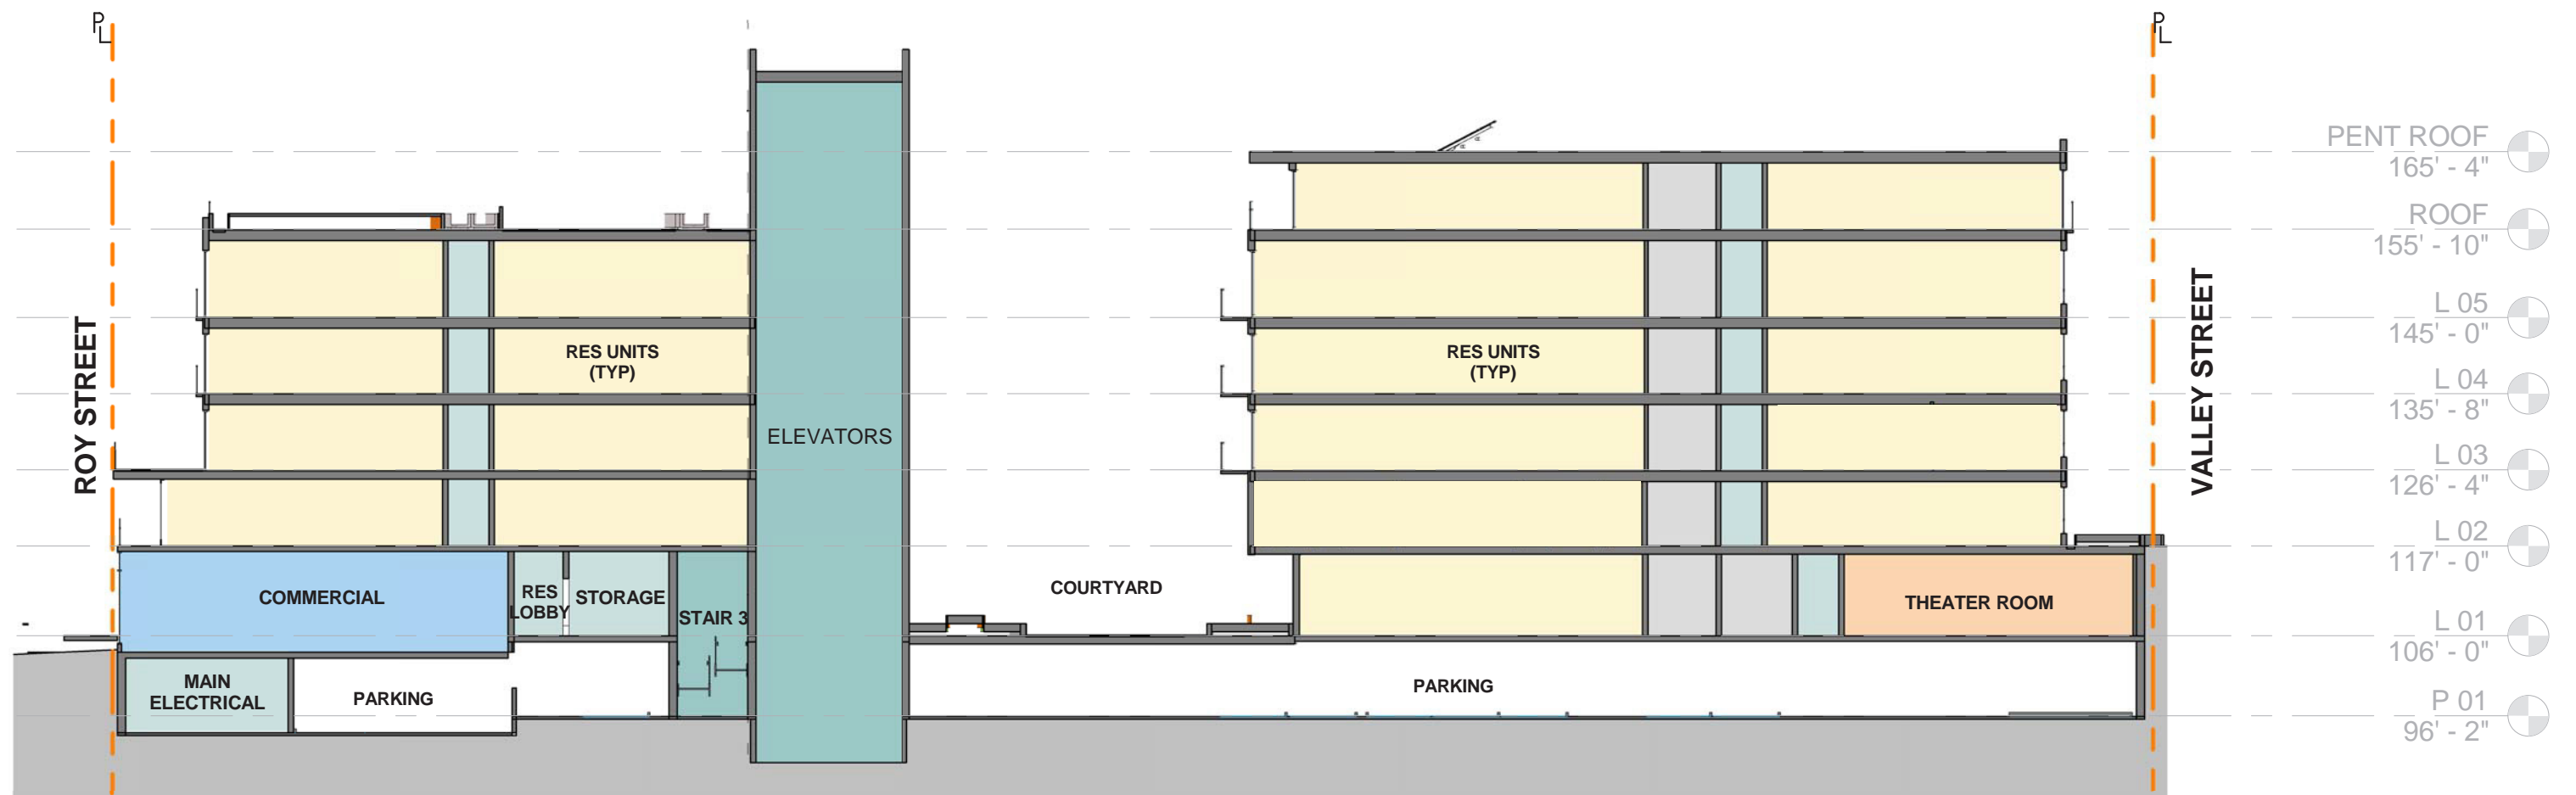 PL
PL
PENT ROOF
165' - 4"
ROOF
155' - 10"
L 05
145' - 0"
L 04
135' - 8"
L 03
126' - 4"
L 02
117' - 0"
L 01
106' - 0"
P 01
96' - 2"
ROY STREET
VALLEY STREET
RES UNITS
(TYP)
ELEVATORS
RES UNITS
(TYP)
COMMERCIAL
RES
LOBBY
STORAGE
STAIR 3
COURTYARD
THEATER ROOM
MAIN
ELECTRICAL
PARKING
PARKING